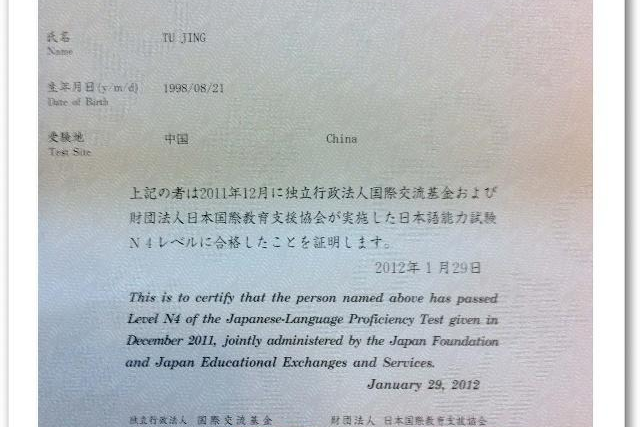 氏名 TU JING
Name
生年月日(y/m/d) 1998/08/21
Date of Birth
受験地 中国 China
Test Site
上記の者は2011年12月に独立行政法人国際交流基金および
財団法人日本国際教育支援協会が実施した日本語能力試験
N4レベルに合格したことを証明します。
2012年1月29日
This is to certify that the person named above has passed
Level N4 of the Japanese-Language Proficiency Test given in
December 2011, jointly administered by the Japan Foundation
and Japan Educational Exchanges and Services.
January 29, 2012
独立行政法人 国際交流基金 財団法人 日本国際教育支援協会